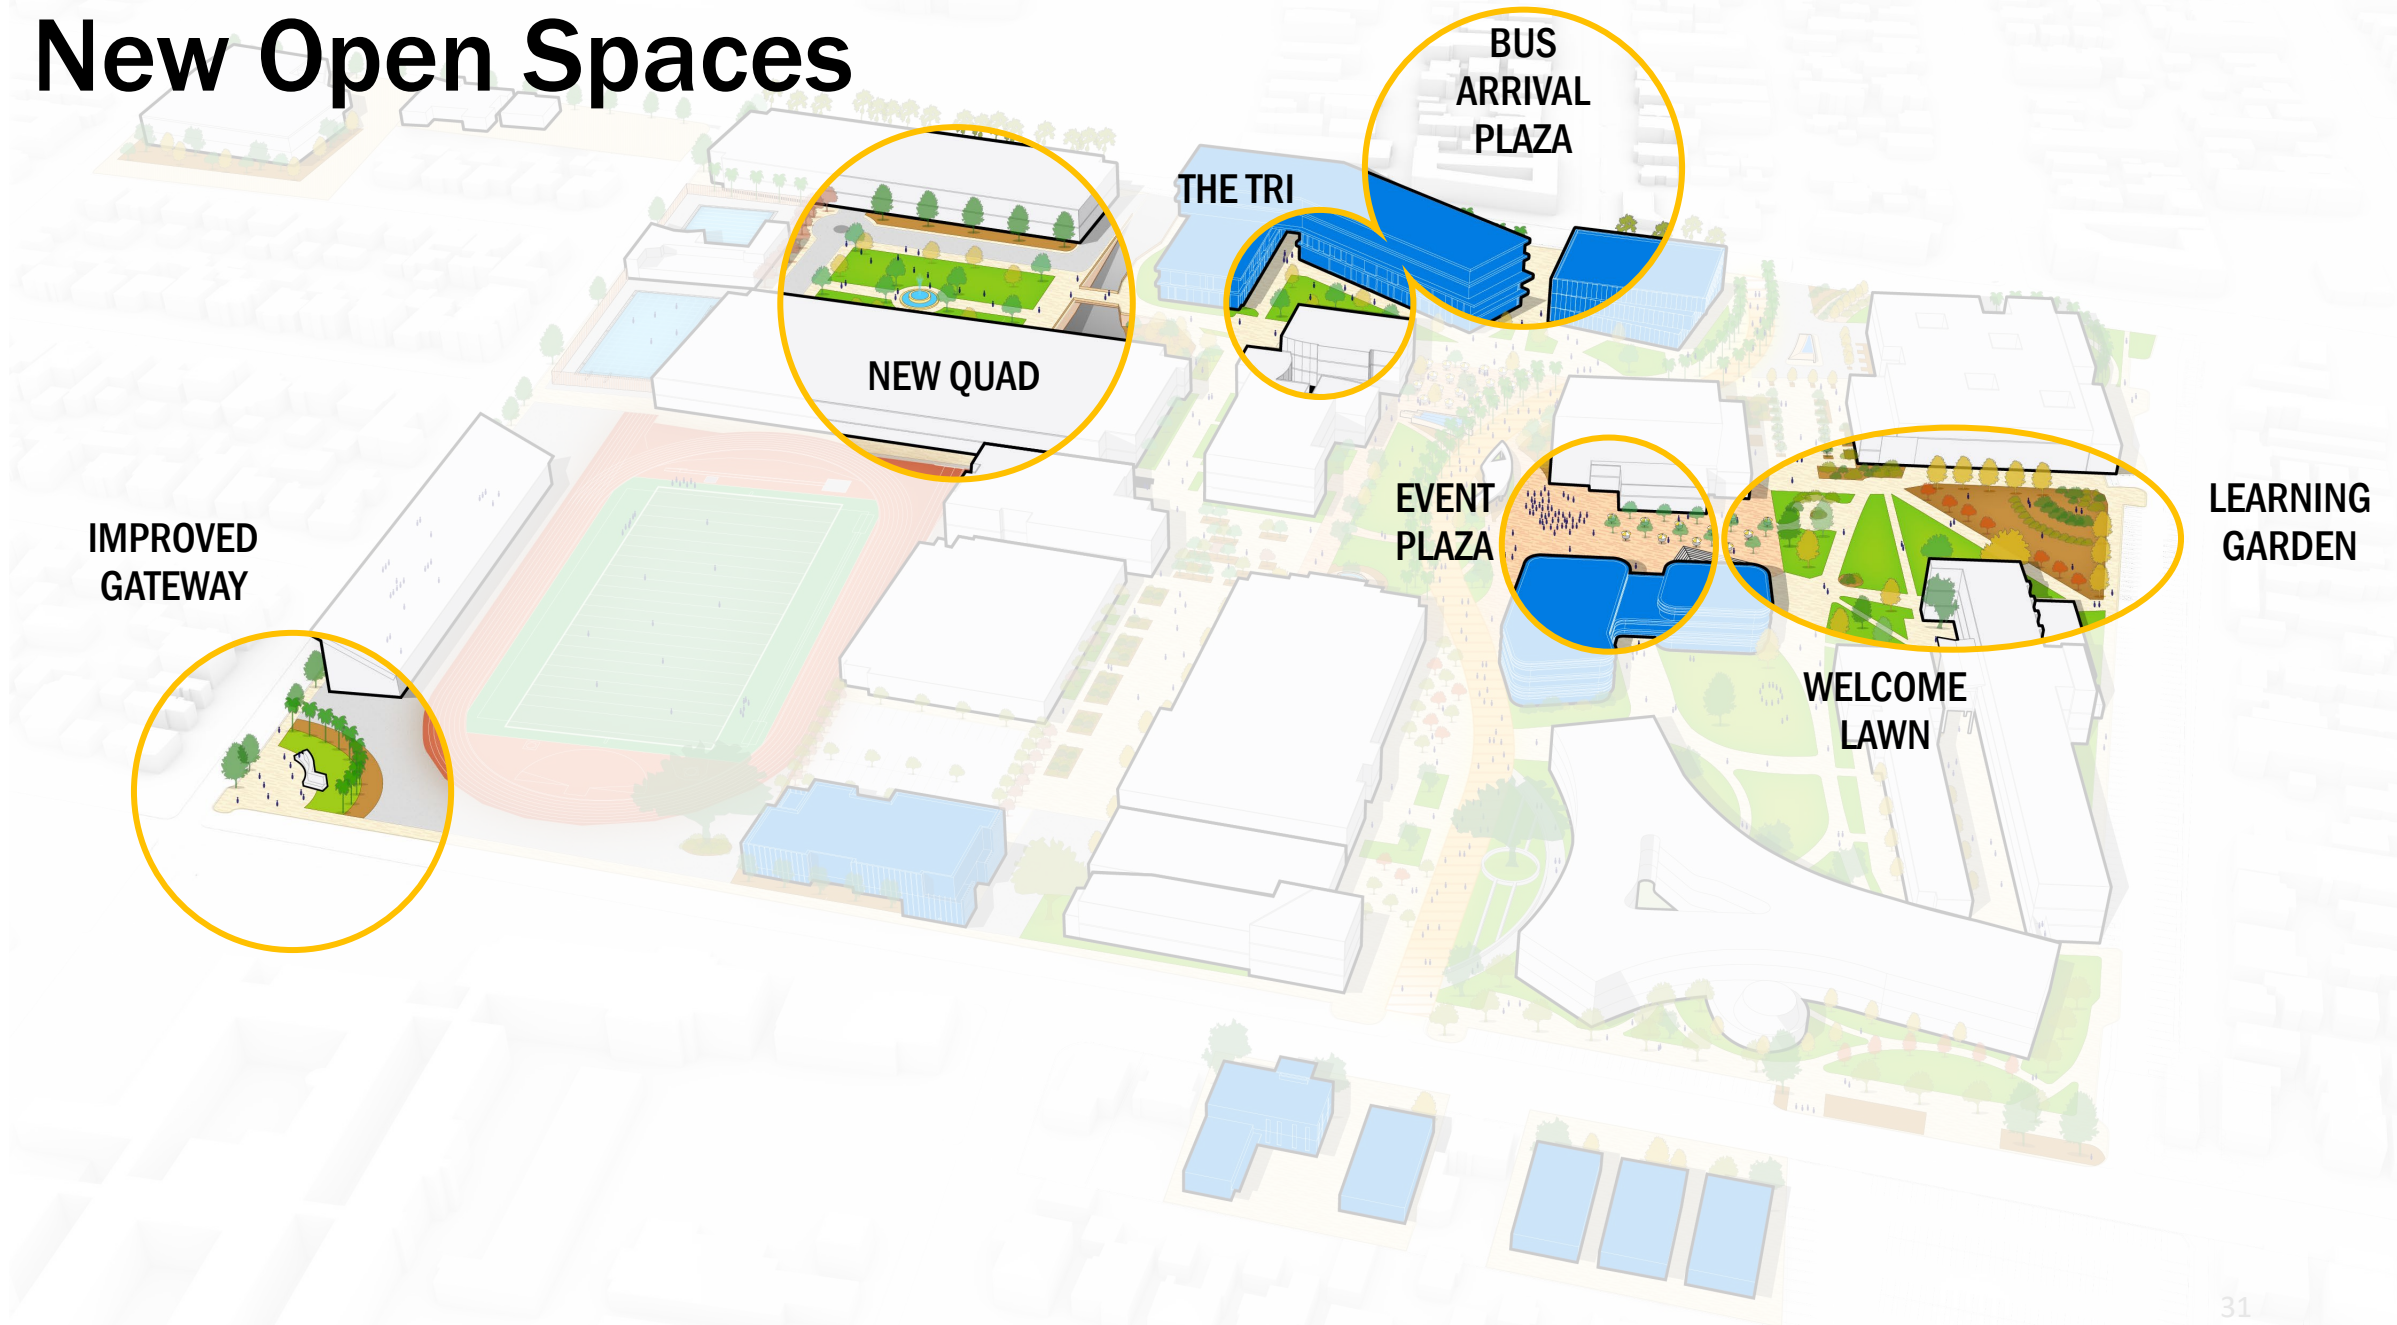 New Open Spaces
BUS
ARRIVAL
PLAZA
THE TRI
NEW QUAD
EVENT
PLAZA
LEARNING
GARDEN
IMPROVED
GATEWAY
WELCOME
LAWN
31